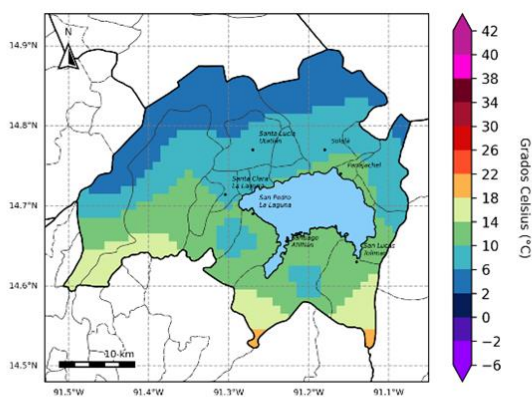 14.9°N
14.8°N
14.7°N
14.6°N
14.5°N
N
Santa Lucía
Utatlán
Sololá
Panajachel
Santa Clara
La Laguna
San Pedro
La Laguna
Santiago
Atitlán
San Lucas
Tolimán
10 km
91.5°W
91.4°W
91.3°W
91.2°W
91.1°W
42
40
38
34
30
26
22
18
14
10
6
2
0
−2
−6
Grados Celsius (°C)